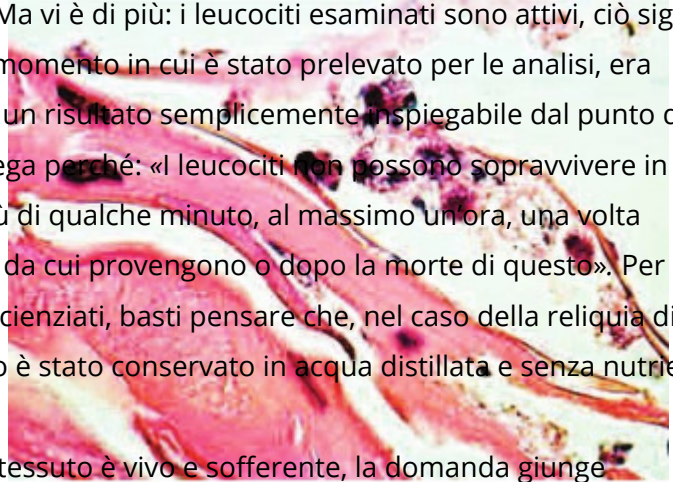 Ma vi è di più: i leucociti esaminati sono attivi, ciò sig
momento in cui è stato prelevato per le analisi, era
un risultato semplicemente inspiegabile dal punto d
ega perché: «I leucociti non possono sopravvivere in
ù di qualche minuto, al massimo un'ora, una volta
da cui provengono o dopo la morte di questo». Per
cienziati, basti pensare che, nel caso della reliquia di
o è stato conservato in acqua distillata e senza nutrie
tessuto è vivo e sofferente, la domanda giunge